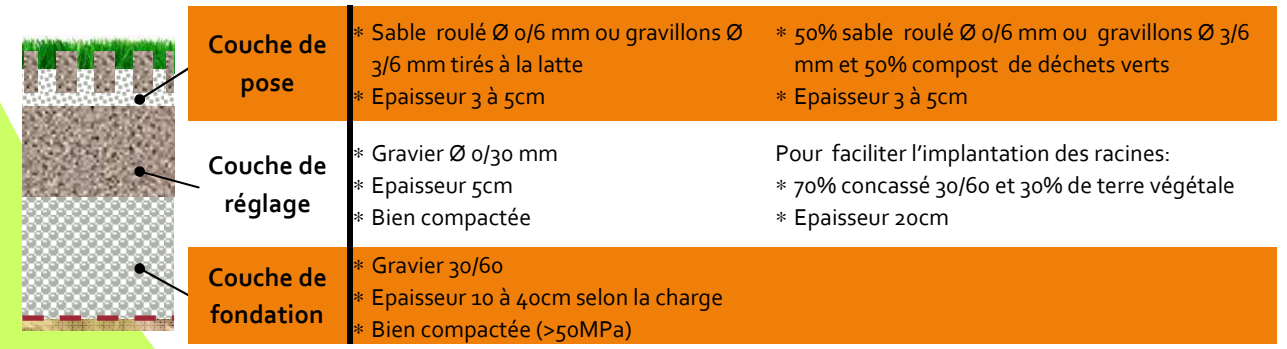 Couche de
pose
* Sable roulé Ø 0/6 mm ou gravillons Ø
3/6 mm tirés à la latte
* Epaisseur 3 à 5cm
* 50% sable roulé Ø 0/6 mm ou gravillons Ø 3/6
mm et 50% compost de déchets verts
* Epaisseur 3 à 5cm
Couche de
réglage
* Gravier Ø 0/30 mm
* Epaisseur 5cm
* Bien compactée
Pour faciliter l’implantation des racines:
* 70% concassé 30/60 et 30% de terre végétale
* Epaisseur 20cm
Couche de
fondation
* Gravier 30/60
* Epaisseur 10 à 40cm selon la charge
* Bien compactée (>50MPa)